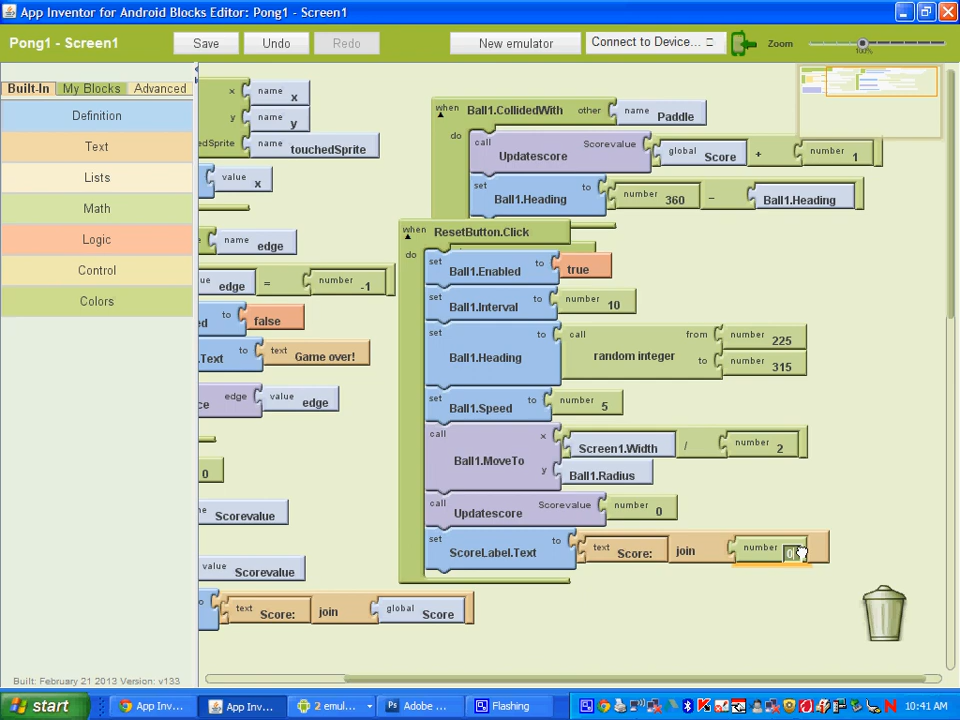 App Inventor for Android Blocks Editor: Pong1 - Screen1
Pong1 - Screen1
Save
Undo
Redo
New emulator
Connect to Device...
Zoom
100%
Built-In
My Blocks
Advanced
Definition
Text
Lists
Math
Logic
Control
Colors
x name x
y name y
edSprite name touchedSprite
value x
name edge
ue edge = number -1
ed to false
.Text to text Game over!
ce edge value edge
0
me Scorevalue
value Scorevalue
to text Score: join global Score
when Ball1.CollidedWith other name Paddle
do call Updatescore Scorevalue global Score + number 1
set Ball1.Heading to number 360 − Ball1.Heading
when ResetButton.Click
do set Ball1.Enabled to true
set Ball1.Interval to number 10
set Ball1.Heading to call random integer from number 225
to number 315
set Ball1.Speed to number 5
call Ball1.MoveTo x Screen1.Width / number 2
y Ball1.Radius
call Updatescore Scorevalue number 0
set ScoreLabel.Text to text Score: join number 0
Built: February 21 2013 Version: v133
start
App Inv...
App Inv...
2 emul...
Adobe ...
Flashing
10:41 AM